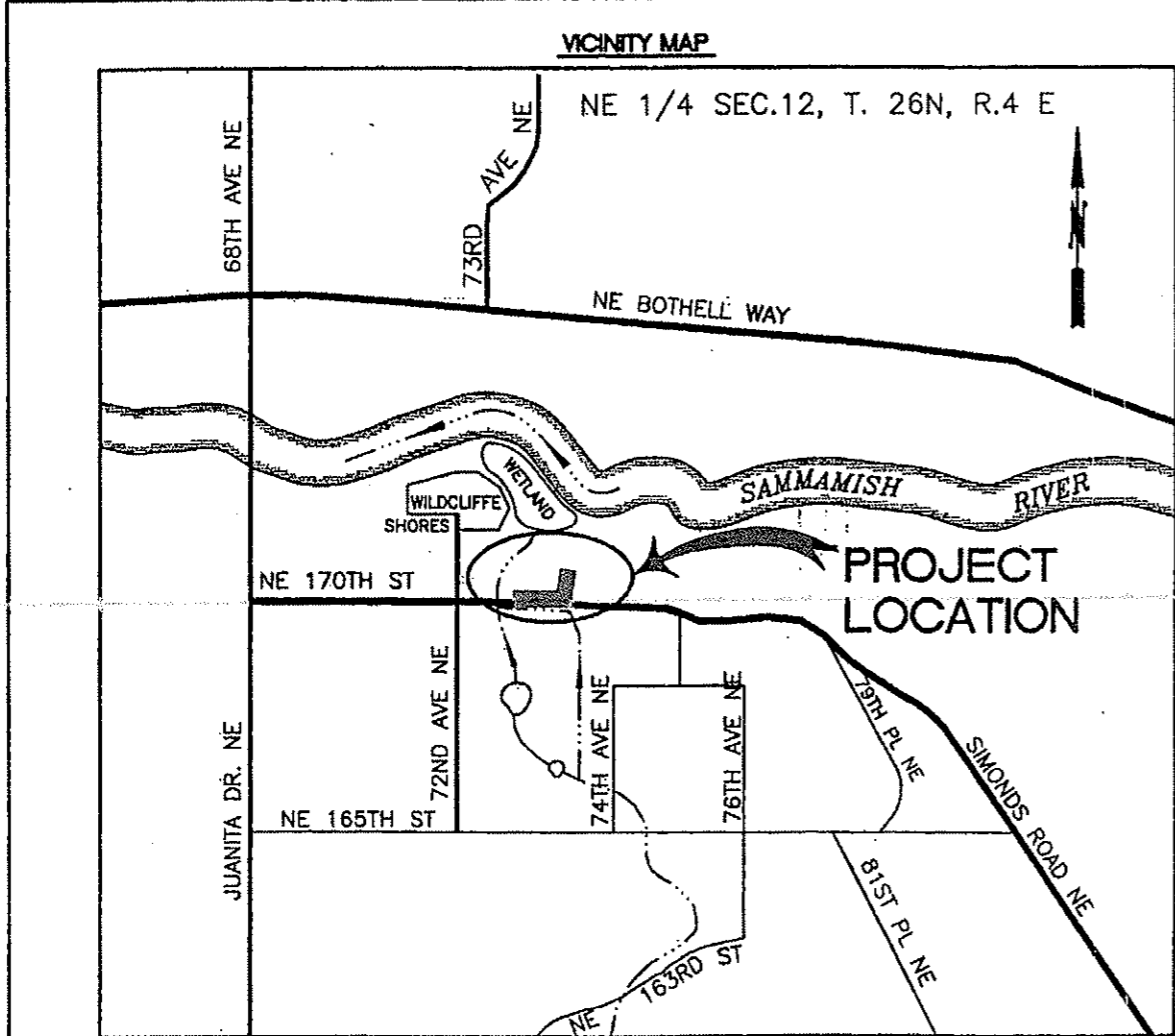 VICINITY MAP
NE 1/4 SEC.12, T. 26N, R.4 E
68TH AVE NE
73RD AVE NE
N
NE BOTHELL WAY
SAMMAMISH RIVER
WETLAND
WILDCLIFFE
SHORES
NE 170TH ST
PROJECT
LOCATION
72ND AVE NE
74TH AVE NE
76TH AVE NE
79TH PL NE
SIMONDS ROAD NE
JUANITA DR. NE
NE 165TH ST
81ST PL NE
NE 163RD ST